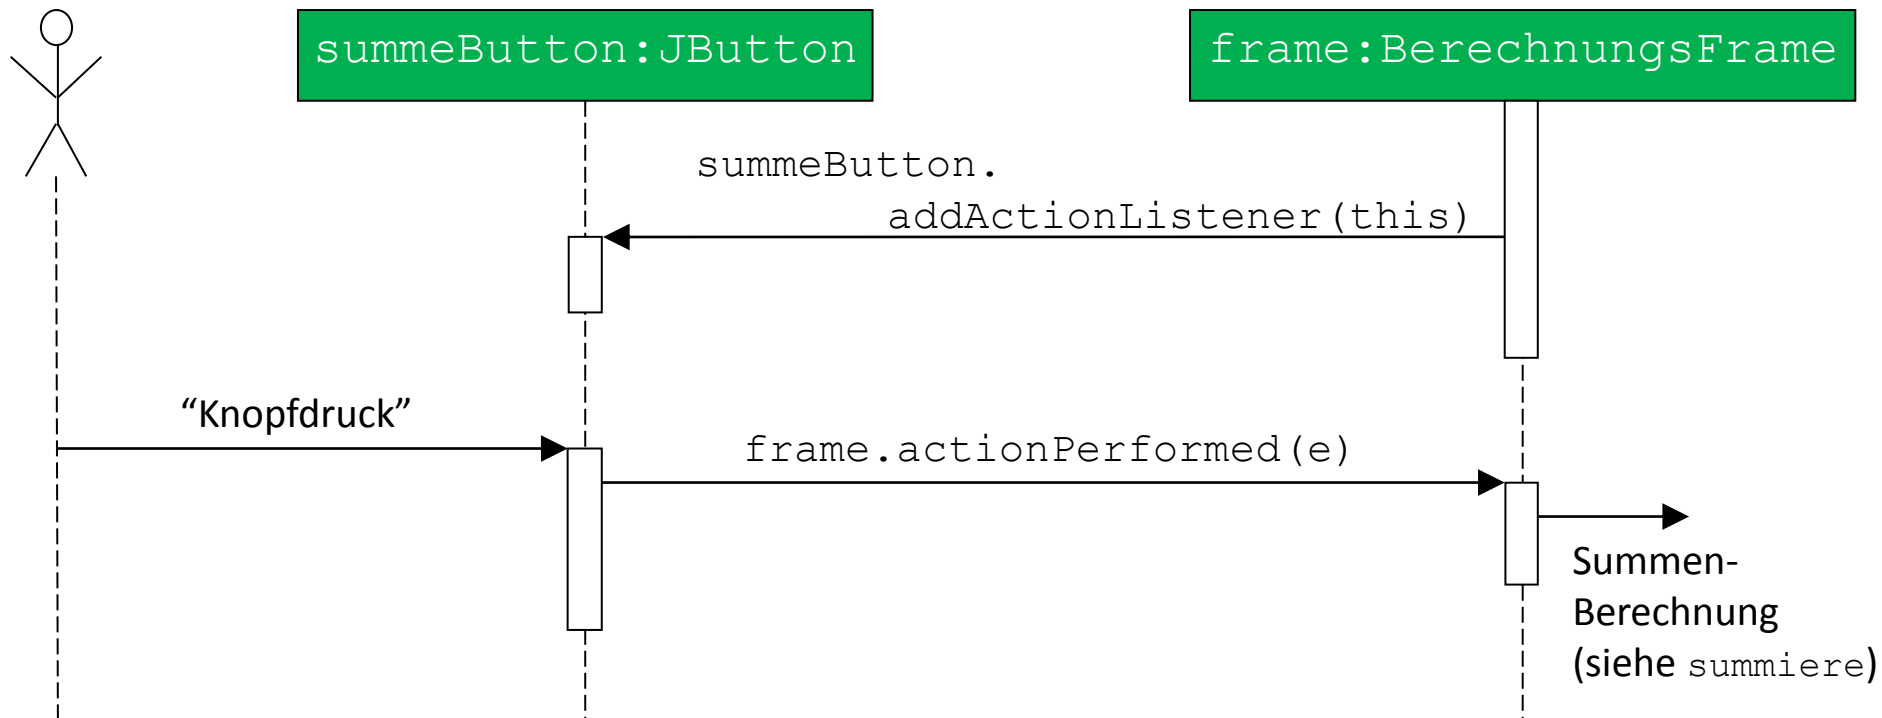 summeButton:JButton
frame:BerechnungsFrame
summeButton.
addActionListener(this)
“Knopfdruck”
frame.actionPerformed(e)
Summen-
Berechnung
(siehe summiere)